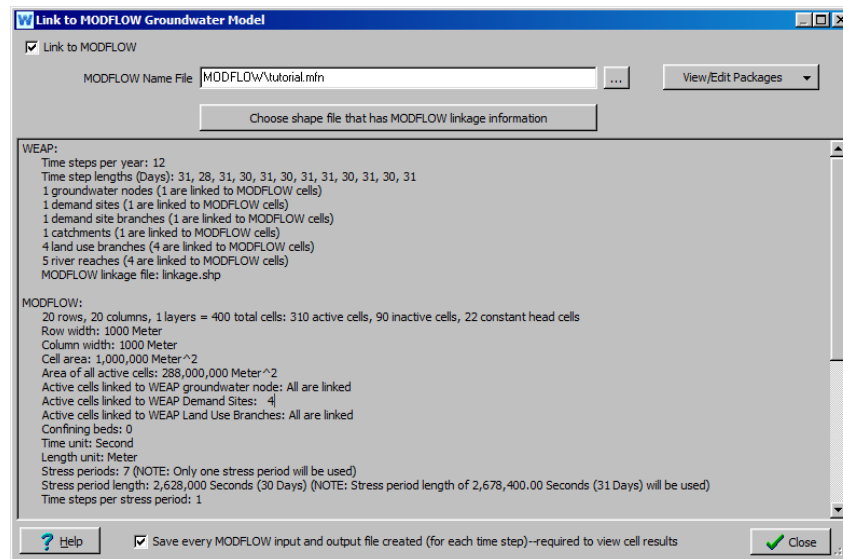 Link to MODFLOW Groundwater Model
Link to MODFLOW
MODFLOW Name File MODFLOW\tutorial.mfn ... View/Edit Packages
Choose shape file that has MODFLOW linkage information
WEAP:
Time steps per year: 12
Time step lengths (Days): 31, 28, 31, 30, 31, 30, 31, 31, 30, 31, 30, 31
1 groundwater nodes (1 are linked to MODFLOW cells)
1 demand sites (1 are linked to MODFLOW cells)
1 demand site branches (1 are linked to MODFLOW cells)
1 catchments (1 are linked to MODFLOW cells)
4 land use branches (4 are linked to MODFLOW cells)
5 river reaches (4 are linked to MODFLOW cells)
MODFLOW linkage file: linkage.shp
MODFLOW:
20 rows, 20 columns, 1 layers = 400 total cells: 310 active cells, 90 inactive cells, 22 constant head cells
Row width: 1000 Meter
Column width: 1000 Meter
Cell area: 1,000,000 Meter^2
Area of all active cells: 288,000,000 Meter^2
Active cells linked to WEAP groundwater node: All are linked
Active cells linked to WEAP Demand Sites: 4
Active cells linked to WEAP Land Use Branches: All are linked
Confining beds: 0
Time unit: Second
Length unit: Meter
Stress periods: 7 (NOTE: Only one stress period will be used)
Stress period length: 2,628,000 Seconds (30 Days) (NOTE: Stress period length of 2,678,400.00 Seconds (31 Days) will be used)
Time steps per stress period: 1
? Help Save every MODFLOW input and output file created (for each time step)--required to view cell results Close